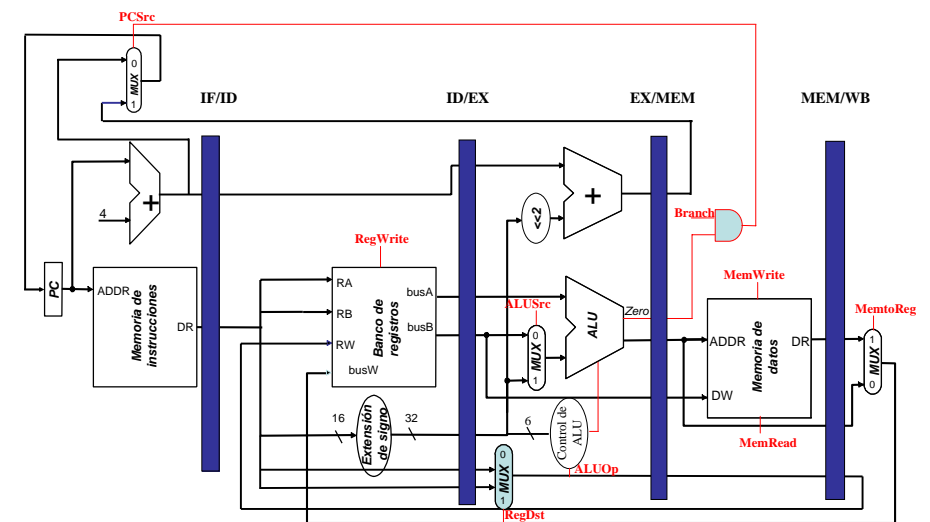 PCSrc
0
MUX
1
IF/ID
ID/EX
EX/MEM
MEM/WB
+
4
+
<<2
Branch
RegWrite
PC
ADDR
Memoria de
instrucciones
DR
RA
RB
RW
busW
Banco de
registros
busA
busB
ALUSrc
0
MUX
1
ALU
Zero
MemWrite
ADDR
Memoria de
datos
DR
DW
MemRead
MemtoReg
1
MUX
0
16
Extensión
de signo
32
6
Control de
ALU
ALUOp
0
MUX
1
RegDst